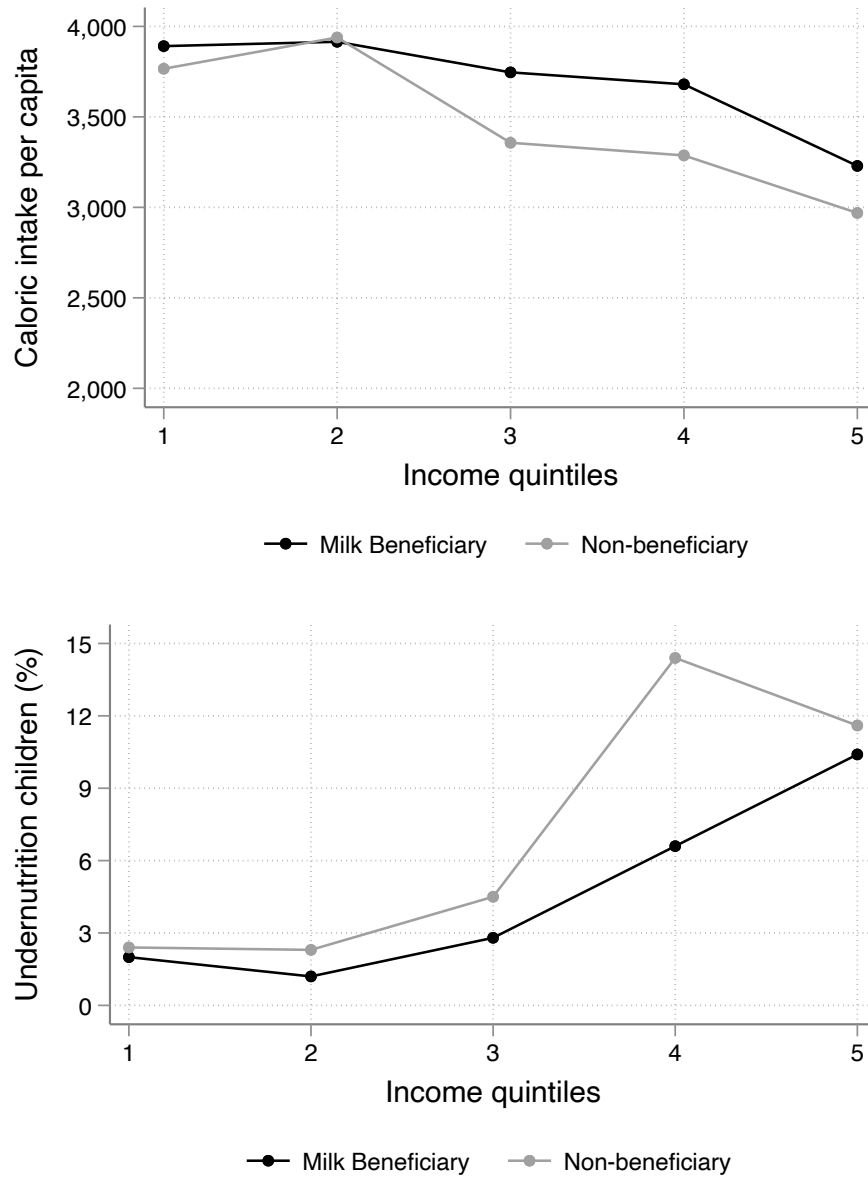 Caloric intake per capita
4,000
3,500
3,000
2,500
2,000
1 2 3 4 5
Income quintiles
Milk Beneficiary Non-beneficiary
Undernutrition children (%)
15
12
9
6
3
0
1 2 3 4 5
Income quintiles
Milk Beneficiary Non-beneficiary